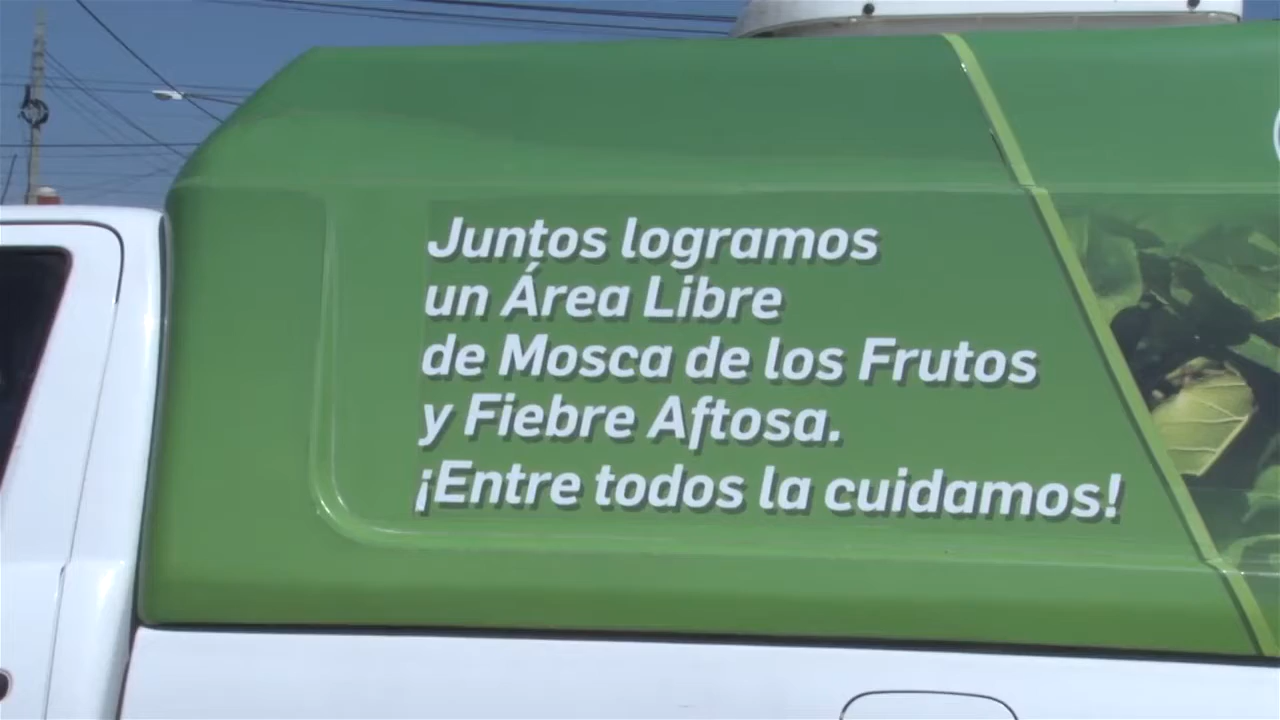 Juntos logramos
un Área Libre
de Mosca de los Frutos
y Fiebre Aftosa.
¡Entre todos la cuidamos!